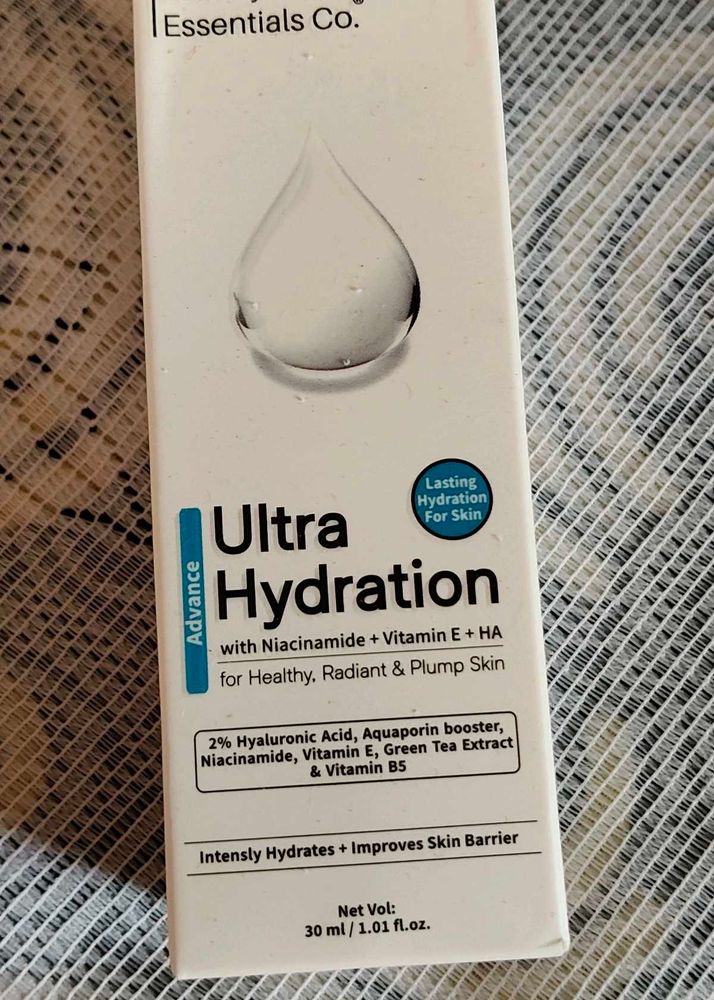 Essentials Co.
Lasting
Hydration
For Skin
Advance
Ultra
Hydration
with Niacinamide + Vitamin E + HA
for Healthy, Radiant & Plump Skin
2% Hyaluronic Acid, Aquaporin booster,
Niacinamide, Vitamin E, Green Tea Extract
& Vitamin B5
Intensly Hydrates + Improves Skin Barrier
Net Vol:
30 ml / 1.01 fl.oz.